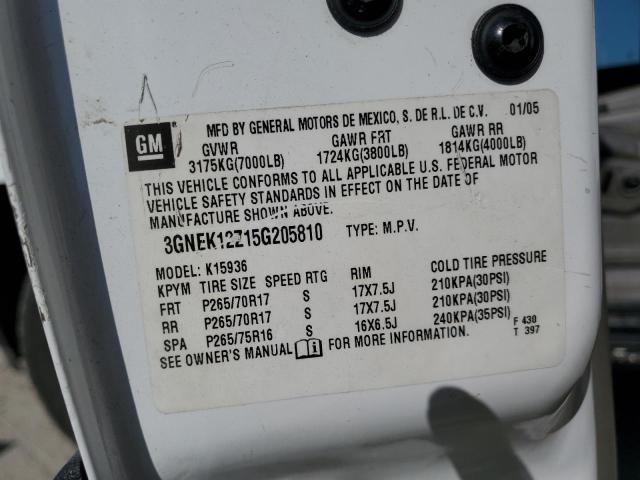 GM
MFD BY GENERAL MOTORS DE MEXICO, S. DE R.L. DE C.V. 01/05
GVWR GAWR FRT GAWR RR
3175KG(7000LB) 1724KG(3800LB) 1814KG(4000LB)
THIS VEHICLE CONFORMS TO ALL APPLICABLE U.S. FEDERAL MOTOR
VEHICLE SAFETY STANDARDS IN EFFECT ON THE DATE OF
MANUFACTURE SHOWN ABOVE.
3GNEK12Z15G205810 TYPE: M.P.V.
MODEL: K15936
KPYM TIRE SIZE SPEED RTG RIM COLD TIRE PRESSURE
FRT P265/70R17 S 17X7.5J 210KPA(30PSI)
RR P265/70R17 S 17X7.5J 210KPA(30PSI)
SPA P265/75R16 S 16X6.5J 240KPA(35PSI) F 430
SEE OWNER'S MANUAL i FOR MORE INFORMATION. T 397